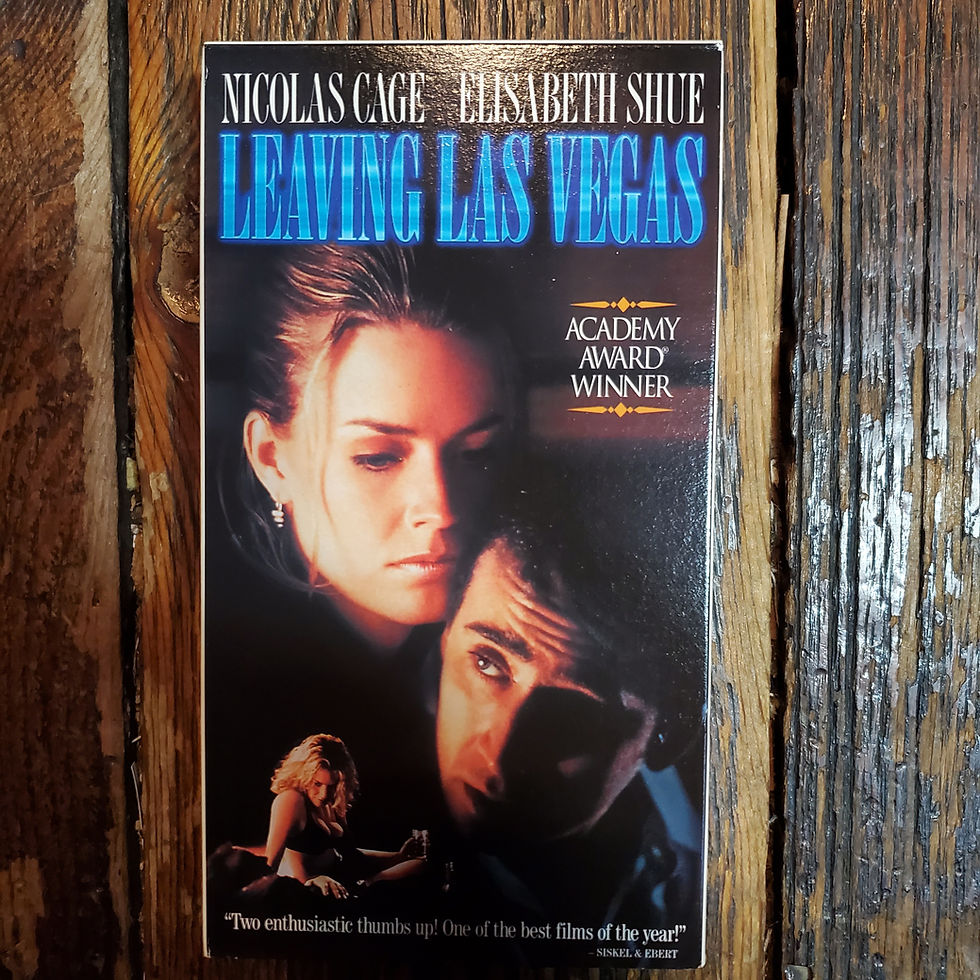 NICOLAS CAGE ELISABETH SHUE
LEAVING LAS VEGAS
ACADEMY
AWARD®
WINNER
“Two enthusiastic thumbs up! One of the best films of the year!”
– SISKEL & EBERT